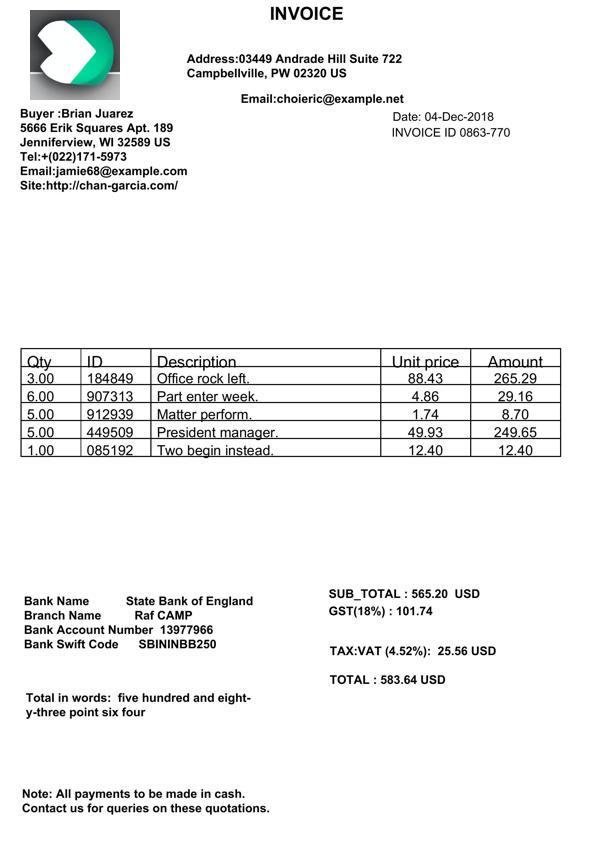 INVOICE
Address:03449 Andrade Hill Suite 722
Campbellville, PW 02320 US
Email:choieric@example.net
Buyer :Brian Juarez
5666 Erik Squares Apt. 189
Jenniferview, WI 32589 US
Tel:+(022)171-5973
Email:jamie68@example.com
Site:http://chan-garcia.com/
Date: 04-Dec-2018
INVOICE ID 0863-770
Qty ID Description Unit price Amount
3.00 184849 Office rock left. 88.43 265.29
6.00 907313 Part enter week. 4.86 29.16
5.00 912939 Matter perform. 1.74 8.70
5.00 449509 President manager. 49.93 249.65
1.00 085192 Two begin instead. 12.40 12.40
Bank Name State Bank of England
Branch Name Raf CAMP
Bank Account Number 13977966
Bank Swift Code SBININBB250
SUB_TOTAL : 565.20 USD
GST(18%) : 101.74
TAX:VAT (4.52%): 25.56 USD
TOTAL : 583.64 USD
Total in words: five hundred and eight-
y-three point six four
Note: All payments to be made in cash.
Contact us for queries on these quotations.